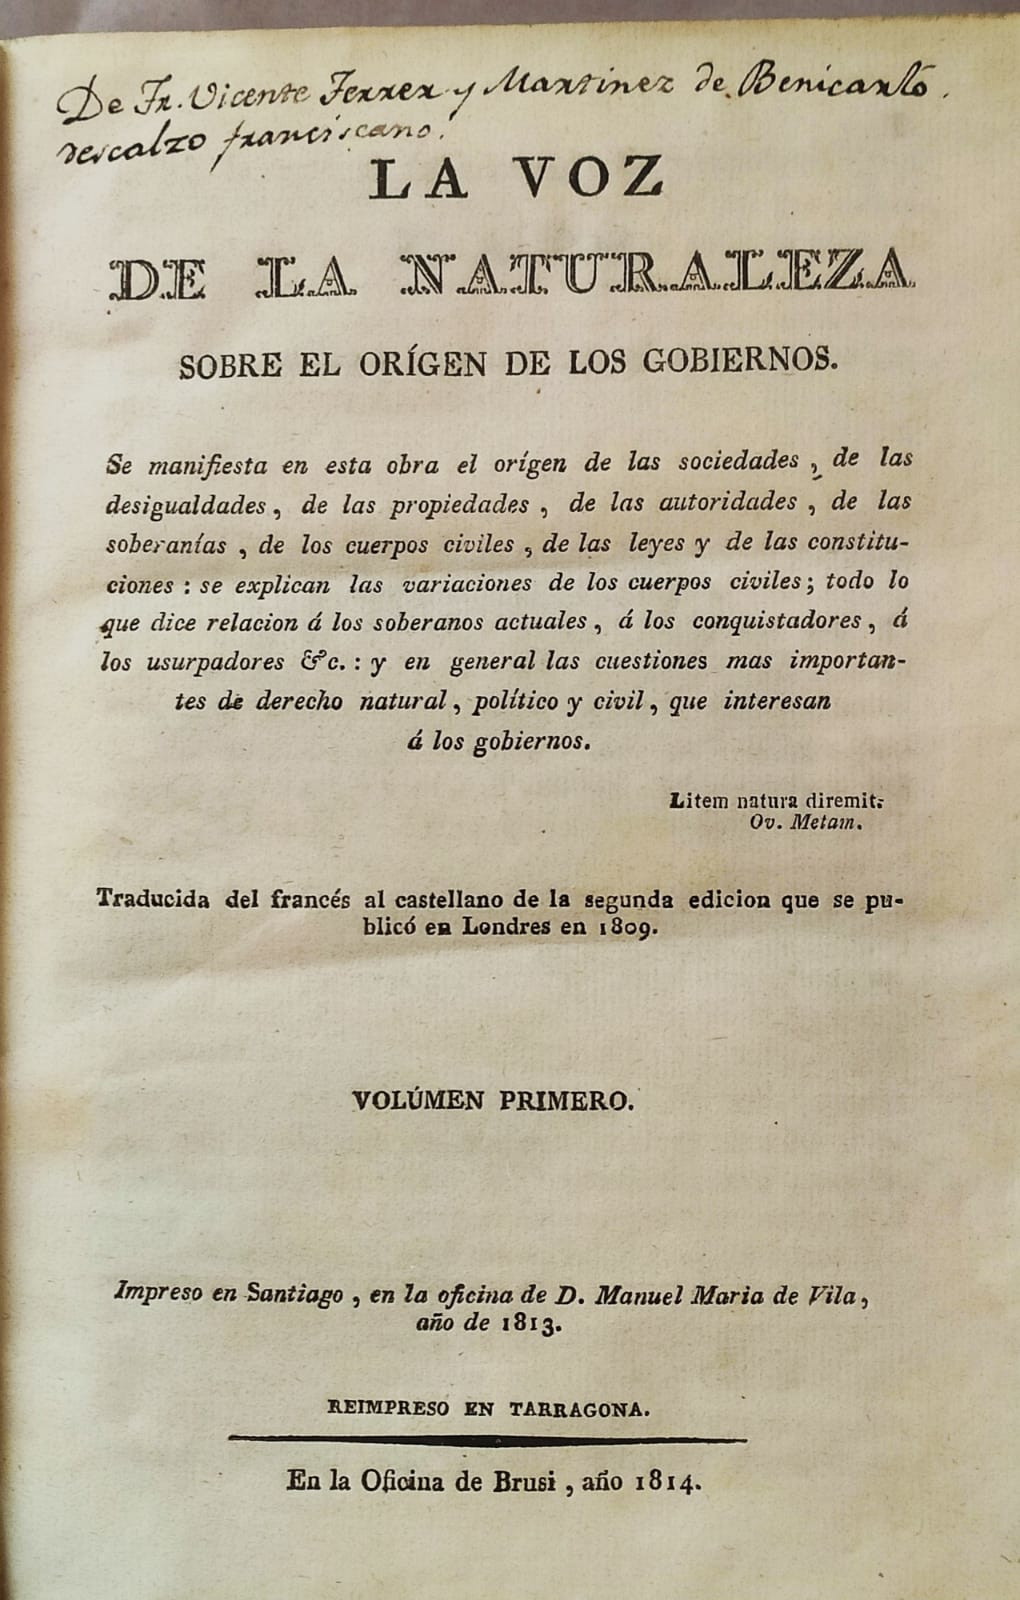 De Fr. Vicente Ferrer y Martinez de Benicarló.
descalzo franciscano.
LA VOZ
DE LA NATURALEZA
SOBRE EL ORÍGEN DE LOS GOBIERNOS.
Se manifiesta en esta obra el orígen de las sociedades, de las
desigualdades, de las propiedades, de las autoridades, de las
soberanías, de los cuerpos civiles, de las leyes y de las constitu-
ciones: se explican las variaciones de los cuerpos civiles; todo lo
que dice relacion á los soberanos actuales, á los conquistadores, á
los usurpadores &c.: y en general las cuestiones mas importan-
tes de derecho natural, político y civil, que interesan
á los gobiernos.
Litem natura diremit.
Ov. Metam.
Traducida del francés al castellano de la segunda edicion que se pu-
blicó en Londres en 1809.
VOLÚMEN PRIMERO.
Impreso en Santiago, en la oficina de D. Manuel Maria de Vila,
año de 1813.
REIMPRESO EN TARRAGONA.
En la Oficina de Brusi, año 1814.